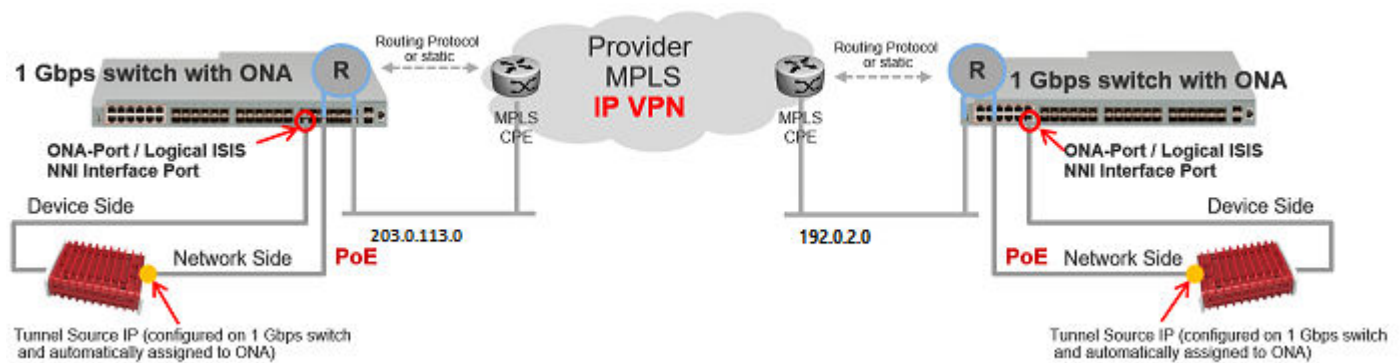 Routing Protocol
or static
Provider
MPLS
IP VPN
Routing Protocol
or static
1 Gbps switch with ONA
R
R
1 Gbps switch with ONA
MPLS
CPE
MPLS
CPE
ONA-Port / Logical ISIS
NNI Interface Port
ONA-Port / Logical ISIS
NNI Interface Port
Device Side
Device Side
203.0.113.0
192.0.2.0
Network Side
PoE
PoE
Network Side
Tunnel Source IP (configured on 1 Gbps switch
and automatically assigned to ONA)
Tunnel Source IP (configured on 1 Gbps switch
and automatically assigned to ONA)